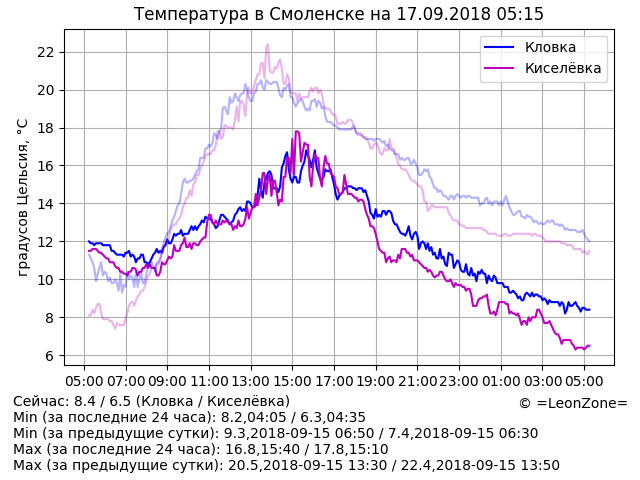 Температура в Смоленске на 17.09.2018 05:15
Кловка
Киселёвка
градусов Цельсия, °C
22
20
18
16
14
12
10
8
6
05:00 07:00 09:00 11:00 13:00 15:00 17:00 19:00 21:00 23:00 01:00 03:00 05:00
Сейчас: 8.4 / 6.5 (Кловка / Киселёвка)
© =LeonZone=
Min (за последние 24 часа): 8.2,04:05 / 6.3,04:35
Min (за предыдущие сутки): 9.3,2018-09-15 06:50 / 7.4,2018-09-15 06:30
Max (за последние 24 часа): 16.8,15:40 / 17.8,15:10
Max (за предыдущие сутки): 20.5,2018-09-15 13:30 / 22.4,2018-09-15 13:50